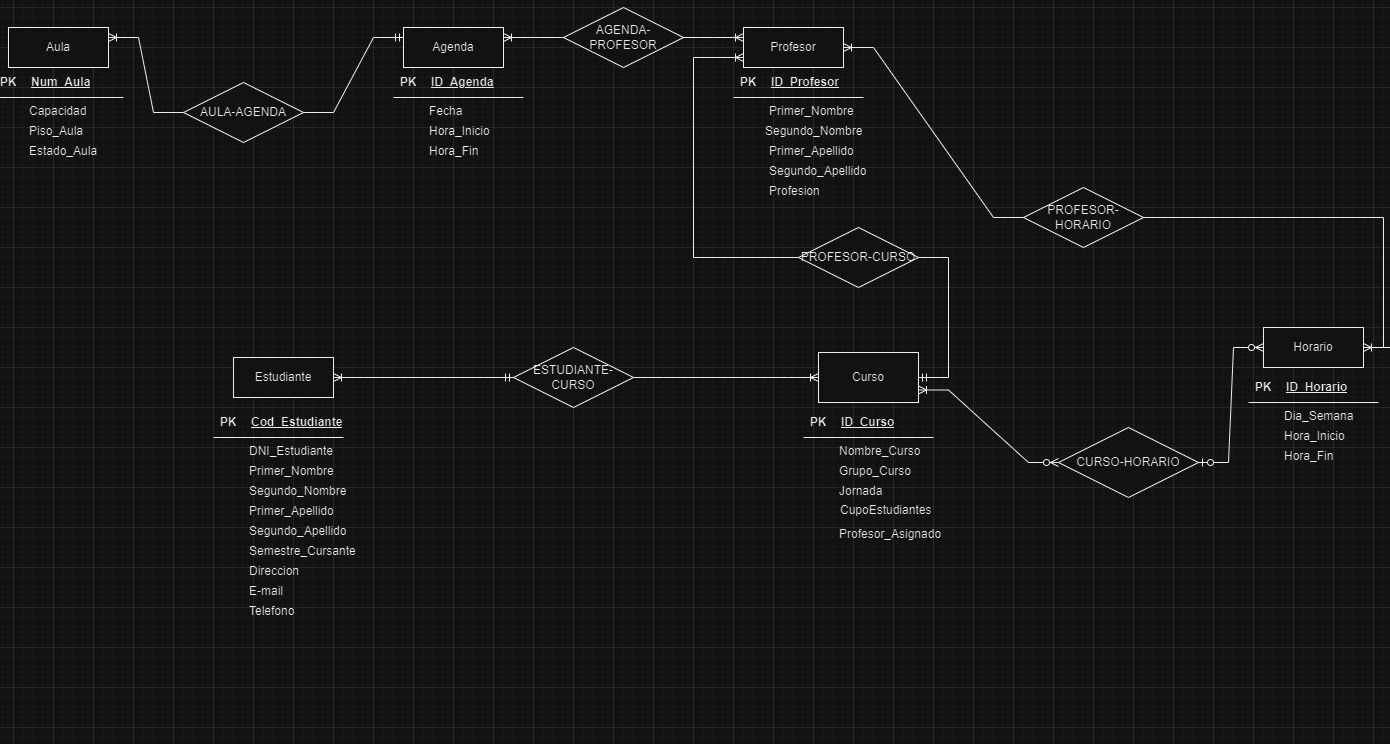 Aula
PK Num_Aula
Capacidad
Piso_Aula
Estado_Aula
AULA-AGENDA
Agenda
PK ID_Agenda
Fecha
Hora_Inicio
Hora_Fin
AGENDA-
PROFESOR
Profesor
PK ID_Profesor
Primer_Nombre
Segundo_Nombre
Primer_Apellido
Segundo_Apellido
Profesion
PROFESOR-
HORARIO
PROFESOR-CURSO
Estudiante
PK Cod_Estudiante
DNI_Estudiante
Primer_Nombre
Segundo_Nombre
Primer_Apellido
Segundo_Apellido
Semestre_Cursante
Direccion
E-mail
Telefono
ESTUDIANTE-
CURSO
Curso
PK ID_Curso
Nombre_Curso
Grupo_Curso
Jornada
CupoEstudiantes
Profesor_Asignado
CURSO-HORARIO
Horario
PK ID_Horario
Dia_Semana
Hora_Inicio
Hora_Fin